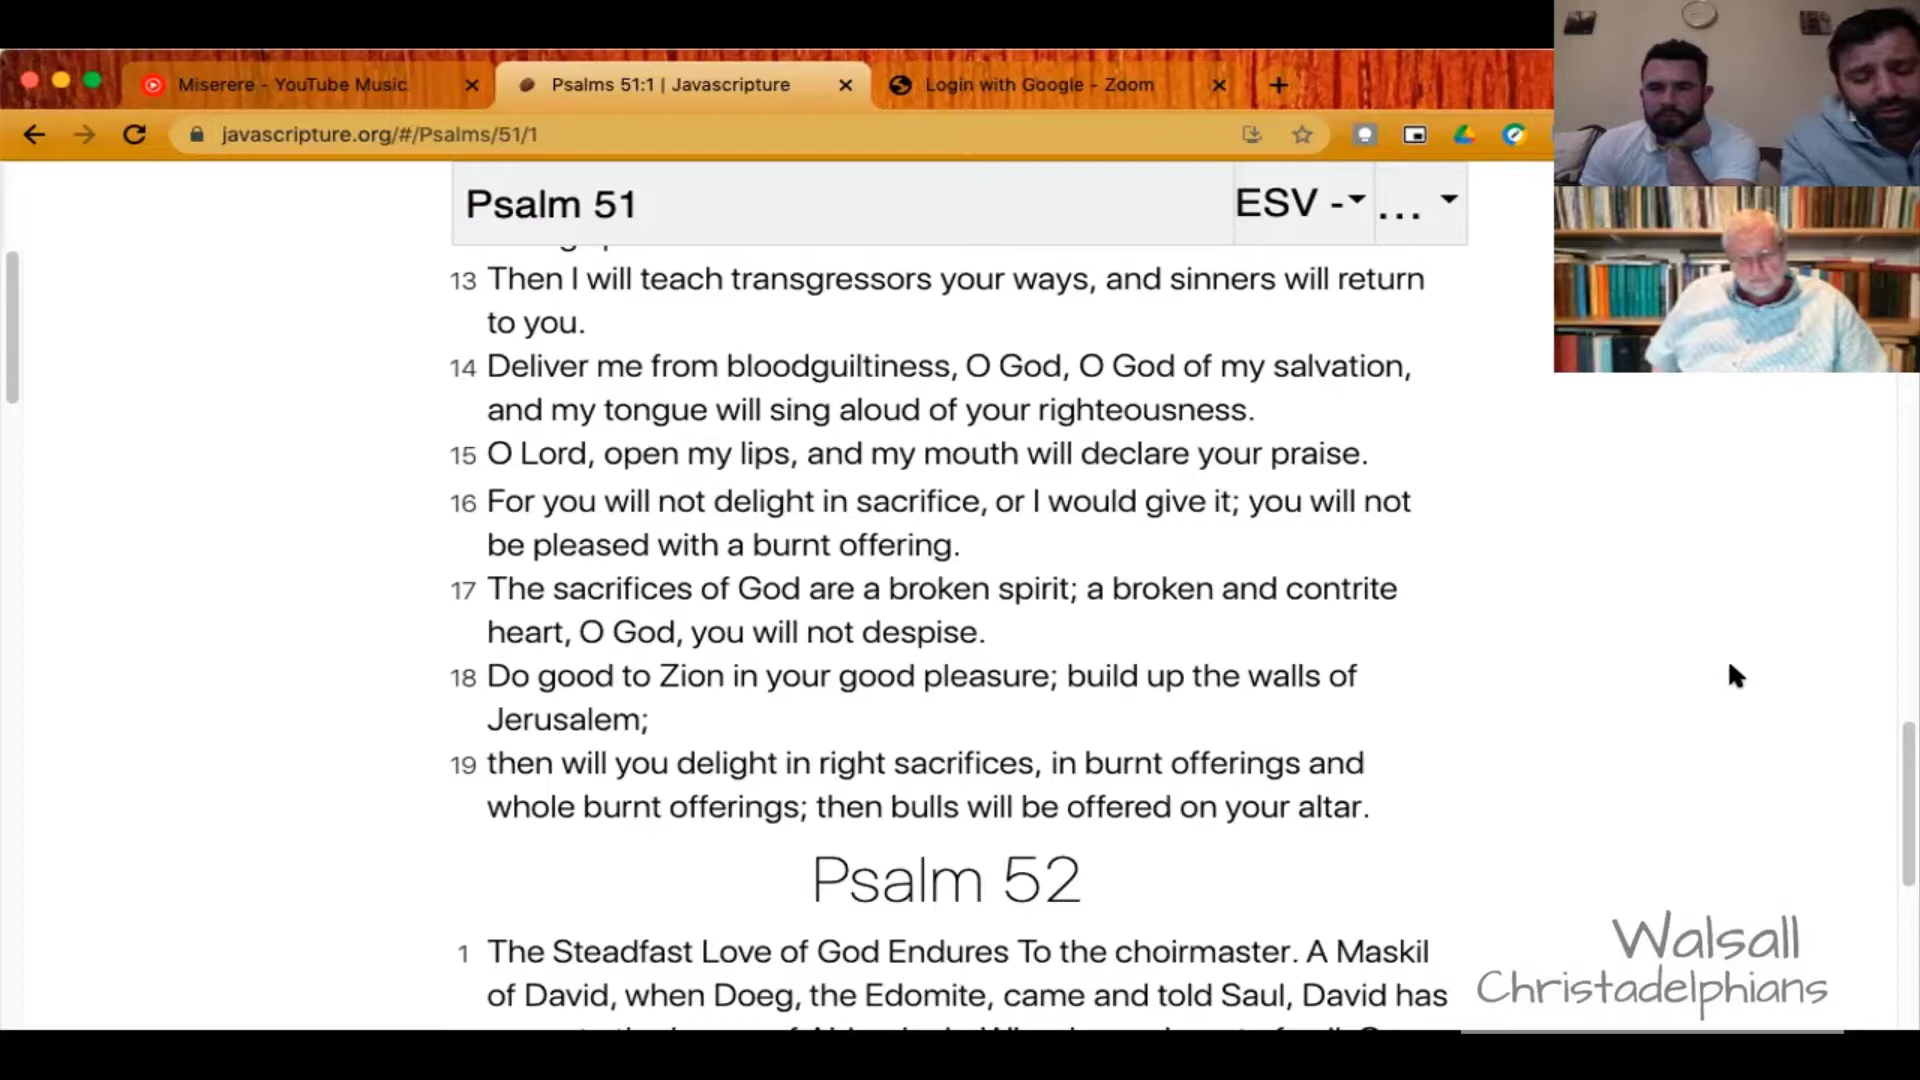 Miserere - YouTube Music
Psalms 51:1 | Javascripture
Login with Google - Zoom
javascripture.org/#/Psalms/51/1
Psalm 51
ESV -
...
13 Then I will teach transgressors your ways, and sinners will return
to you.
14 Deliver me from bloodguiltiness, O God, O God of my salvation,
and my tongue will sing aloud of your righteousness.
15 O Lord, open my lips, and my mouth will declare your praise.
16 For you will not delight in sacrifice, or I would give it; you will not
be pleased with a burnt offering.
17 The sacrifices of God are a broken spirit; a broken and contrite
heart, O God, you will not despise.
18 Do good to Zion in your good pleasure; build up the walls of
Jerusalem;
19 then will you delight in right sacrifices, in burnt offerings and
whole burnt offerings; then bulls will be offered on your altar.
Psalm 52
1 The Steadfast Love of God Endures To the choirmaster. A Maskil
of David, when Doeg, the Edomite, came and told Saul, David has
Walsall
Christadelphians